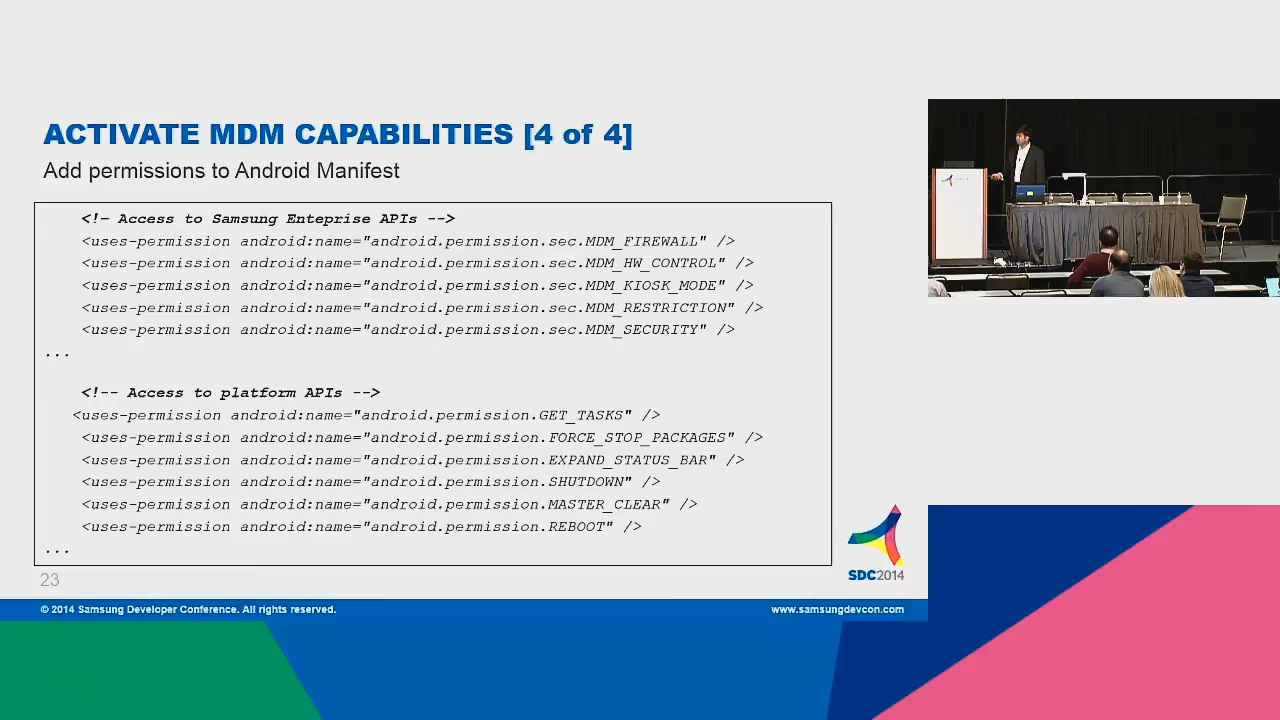 ACTIVATE MDM CAPABILITIES [4 of 4]
Add permissions to Android Manifest
<!– Access to Samsung Enteprise APIs -->
<uses-permission android:name="android.permission.sec.MDM_FIREWALL" />
<uses-permission android:name="android.permission.sec.MDM_HW_CONTROL" />
<uses-permission android:name="android.permission.sec.MDM_KIOSK_MODE" />
<uses-permission android:name="android.permission.sec.MDM_RESTRICTION" />
<uses-permission android:name="android.permission.sec.MDM_SECURITY" />
...
<!-- Access to platform APIs -->
<uses-permission android:name="android.permission.GET_TASKS" />
<uses-permission android:name="android.permission.FORCE_STOP_PACKAGES" />
<uses-permission android:name="android.permission.EXPAND_STATUS_BAR" />
<uses-permission android:name="android.permission.SHUTDOWN" />
<uses-permission android:name="android.permission.MASTER_CLEAR" />
<uses-permission android:name="android.permission.REBOOT" />
...
23
SDC2014
© 2014 Samsung Developer Conference. All rights reserved.
www.samsungdevcon.com